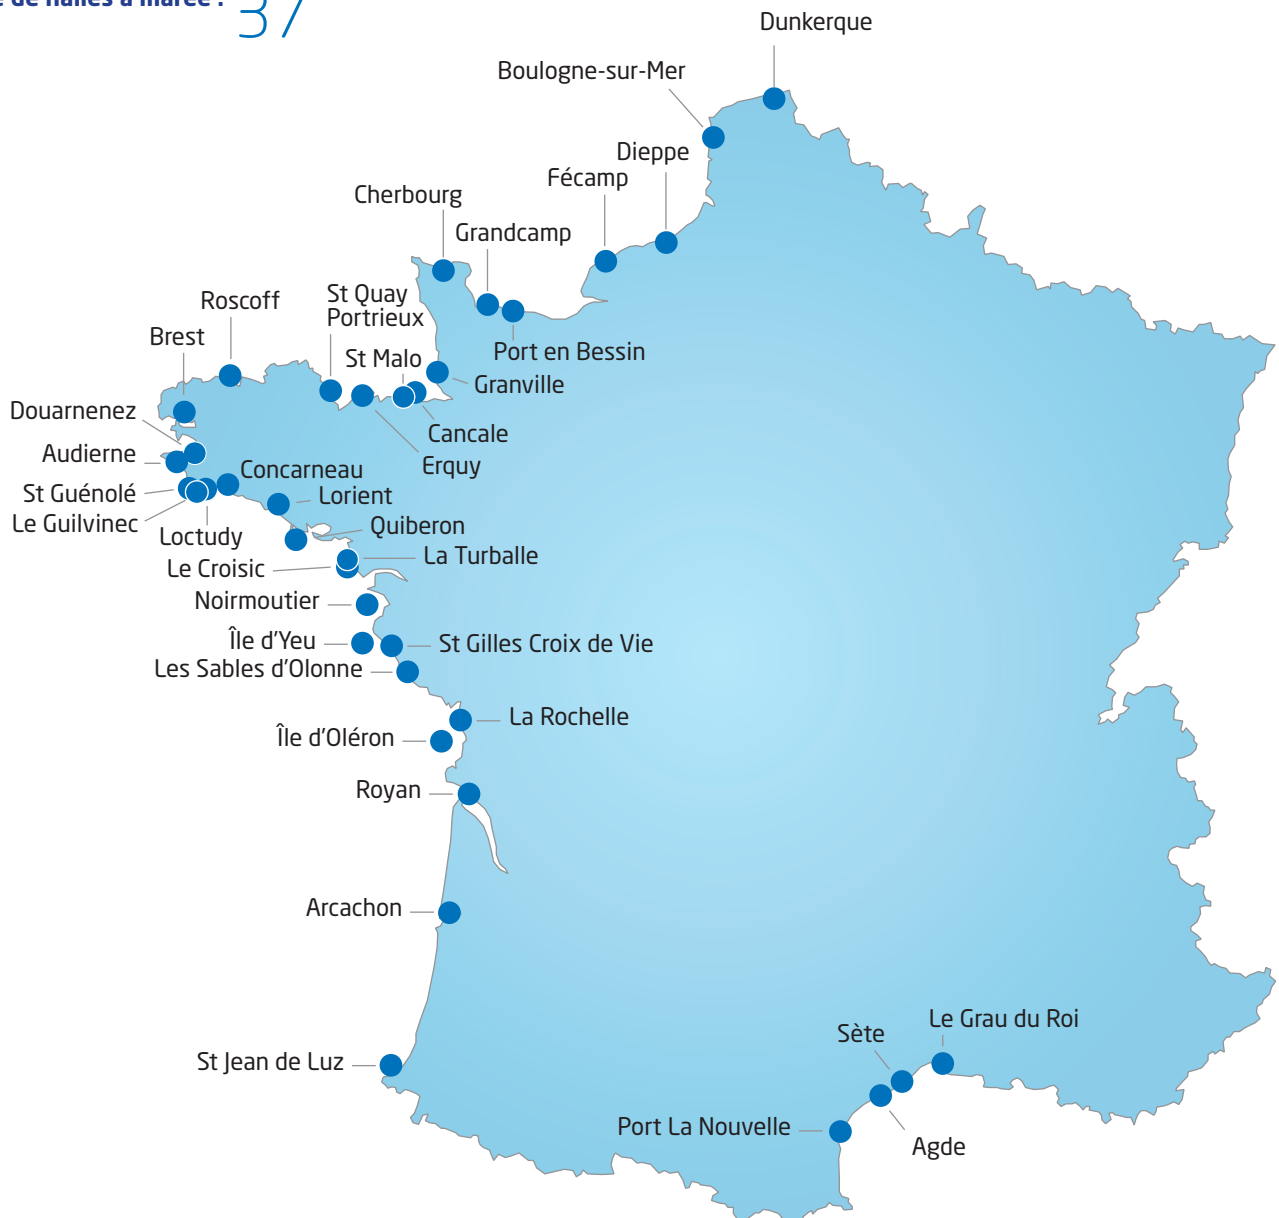 de halles à marée :
37
Dunkerque
Boulogne-sur-Mer
Dieppe
Fécamp
Cherbourg
Grandcamp
St Quay
Portrieux
Roscoff
Brest
St Malo
Port en Bessin
Granville
Douarnenez
Cancale
Audierne
Erquy
Concarneau
St Guénolé
Lorient
Le Guilvinec
Quiberon
Loctudy
La Turballe
Le Croisic
Noirmoutier
Île d'Yeu
St Gilles Croix de Vie
Les Sables d'Olonne
La Rochelle
Île d'Oléron
Royan
Arcachon
Le Grau du Roi
Sète
St Jean de Luz
Port La Nouvelle
Agde